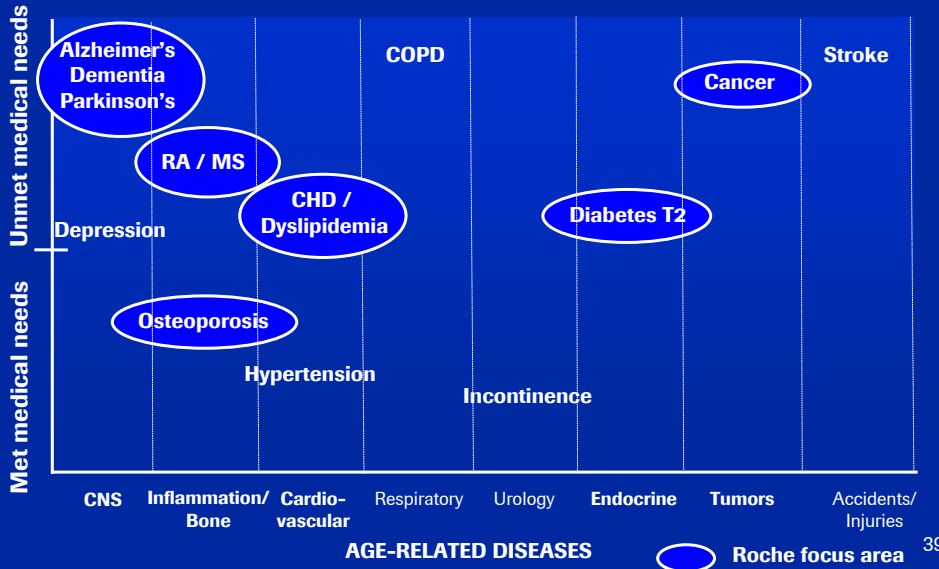 Unmet medical needs
Met medical needs
Alzheimer's
Dementia
Parkinson's
COPD
Stroke
Cancer
RA / MS
CHD /
Dyslipidemia
Diabetes T2
Depression
Osteoporosis
Hypertension
Incontinence
CNS
Inflammation/
Bone
Cardio-
vascular
Respiratory
Urology
Endocrine
Tumors
Accidents/
Injuries
AGE-RELATED DISEASES
Roche focus area
39